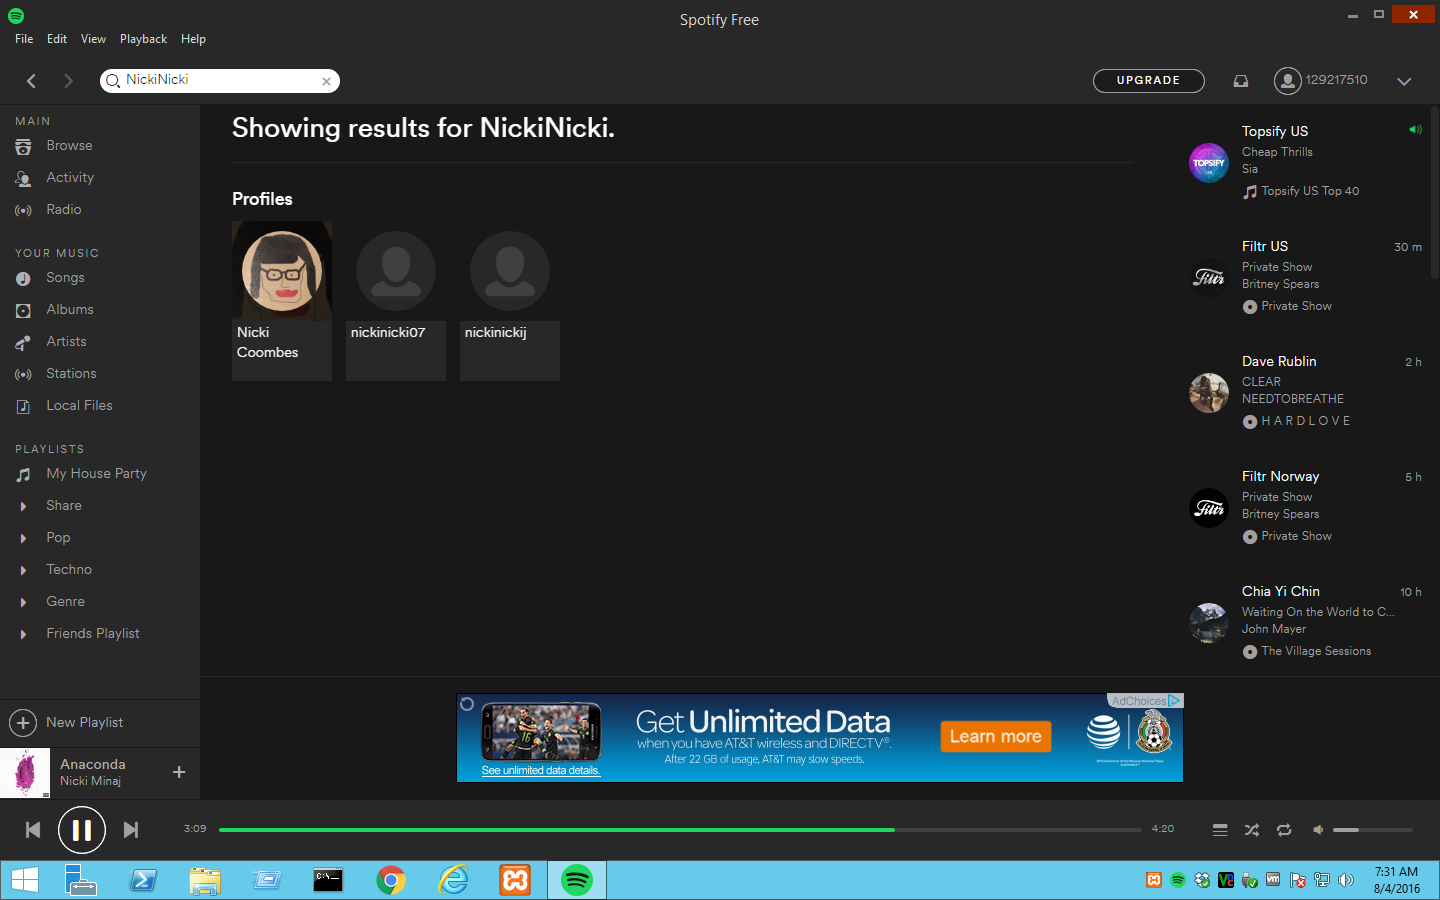 Spotify Free
File Edit View Playback Help
NickiNicki
UPGRADE
129217510
MAIN
Browse
Activity
Radio
YOUR MUSIC
Songs
Albums
Artists
Stations
Local Files
PLAYLISTS
My House Party
Share
Pop
Techno
Genre
Friends Playlist
New Playlist
Anaconda
Nicki Minaj
Showing results for NickiNicki.
Profiles
Nicki
Coombes
nickinicki07
nickinickij
TOPSIFY
US
Topsify US
Cheap Thrills
Sia
Topsify US Top 40
Filtr
Filtr US
30 m
Private Show
Britney Spears
Private Show
Dave Rublin
2 h
CLEAR
NEEDTOBREATHE
H A R D L O V E
Filtr
Filtr Norway
5 h
Private Show
Britney Spears
Private Show
Chia Yi Chin
10 h
Waiting On the World to C...
John Mayer
The Village Sessions
AdChoices
See unlimited data details.
Get Unlimited Data
when you have AT&T wireless and DIRECTV®.
After 22 GB of usage, AT&T may slow speeds.
Learn more
3:09
4:20
7:31 AM
8/4/2016